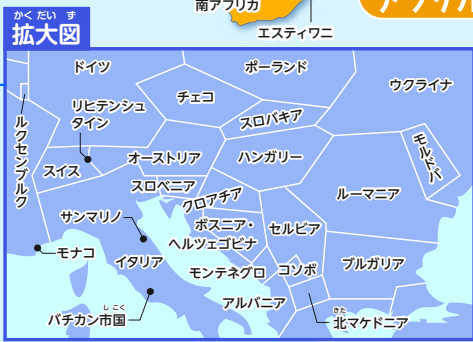 南アフリカ
エスティワニ
かくだいず
拡大図
ドイツ
ポーランド
ウクライナ
チェコ
リヒテンシュ
タイン
スロバキア
ルクセンブルク
モルドバ
スイス
オーストリア
ハンガリー
スロベニア
ルーマニア
クロアチア
サンマリノ
ボスニア・
ヘルツェゴビナ
セルビア
モナコ
イタリア
モンテネグロ
コソボ
ブルガリア
アルバニア
しこく
バチカン市国
きた
北マケドニア